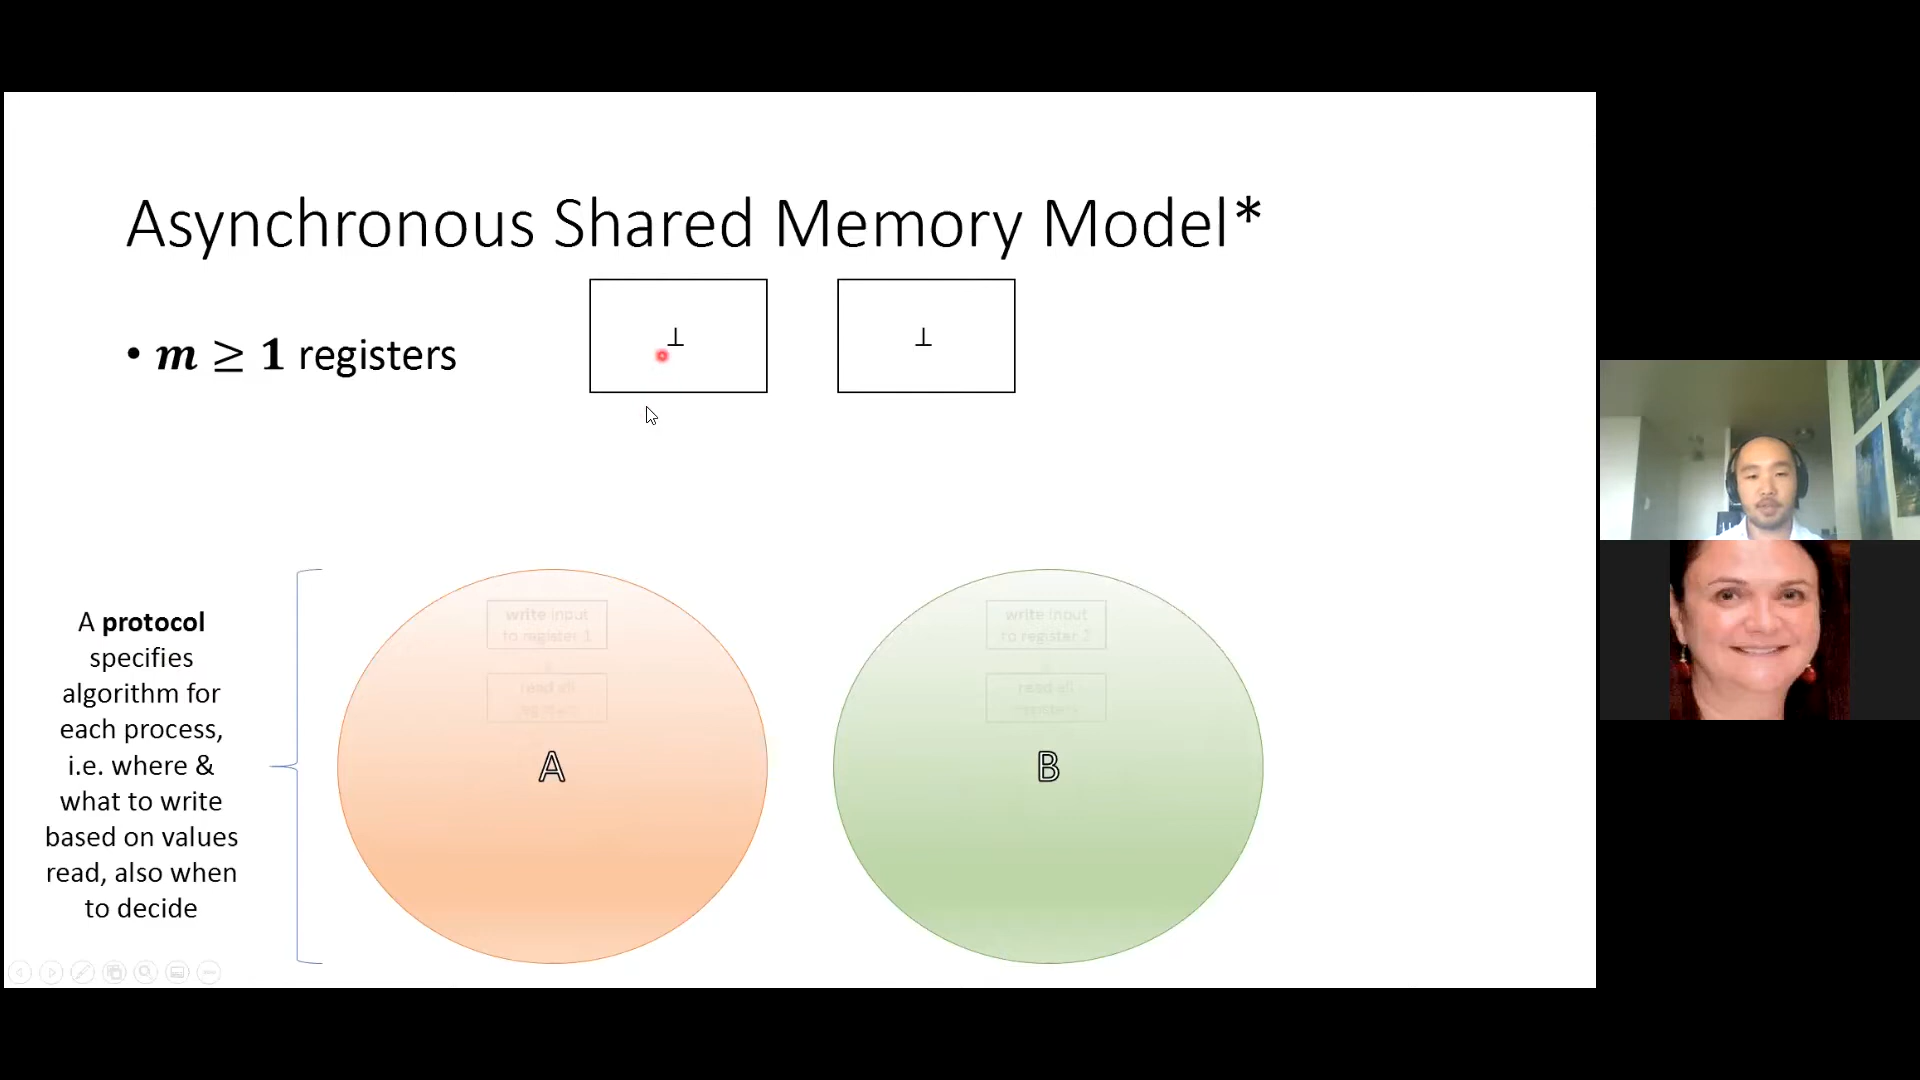 Asynchronous Shared Memory Model*
• m ≥ 1 registers
⊥
⊥
A protocol
specifies
algorithm for
each process,
i.e. where &
what to write
based on values
read, also when
to decide
write input
to register 1
read all
A
write input
to register 2
read all
registers
B